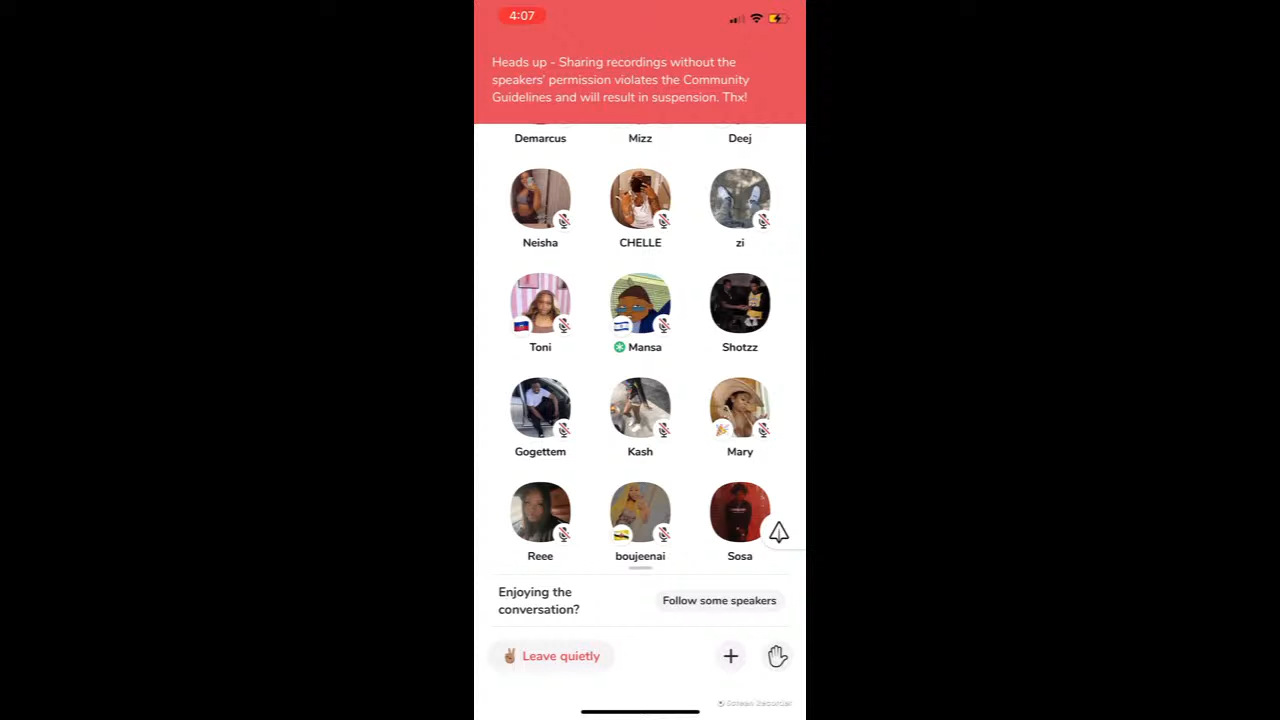 4:07
Heads up - Sharing recordings without the
speakers' permission violates the Community
Guidelines and will result in suspension. Thx!
Demarcus Mizz Deej
Neisha CHELLE zi
Toni Mansa Shotzz
Gogettem Kash Mary
Reee boujeenai Sosa
Enjoying the
conversation?
Follow some speakers
Leave quietly
Screen Recorder